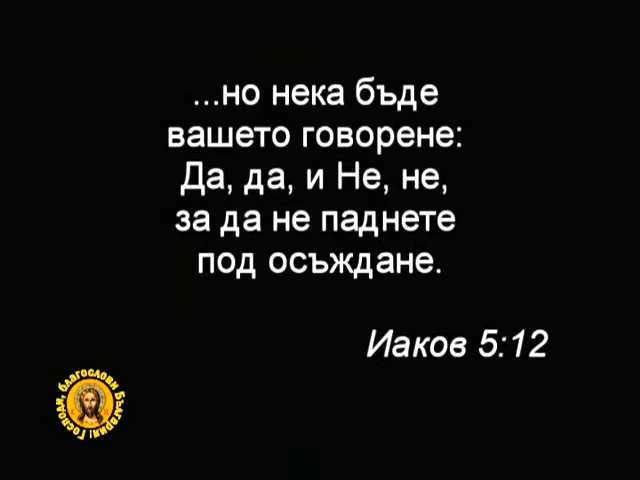 ...но нека бъде
вашето говорене:
Да, да, и Не, не,
за да не паднете
под осъждане.
Иаков 5:12
Господи, благослови България!